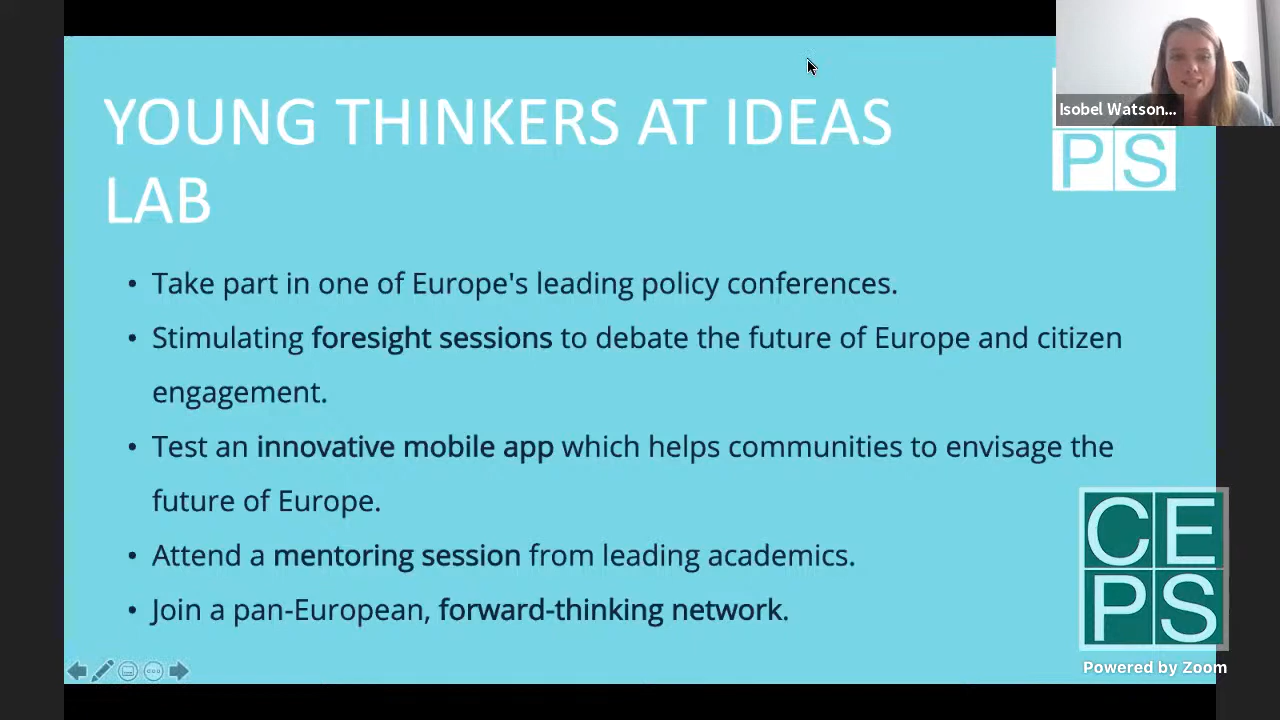 YOUNG THINKERS AT IDEAS
LAB
Isobel Watson...
PS
• Take part in one of Europe's leading policy conferences.
• Stimulating foresight sessions to debate the future of Europe and citizen
engagement.
• Test an innovative mobile app which helps communities to envisage the
future of Europe.
• Attend a mentoring session from leading academics.
• Join a pan-European, forward-thinking network.
CE
PS
Powered by Zoom